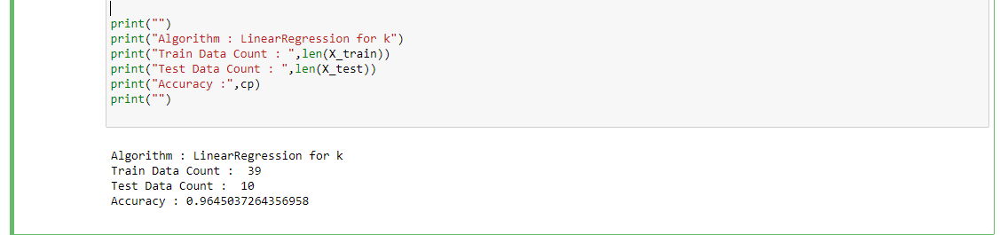 print("")
print("Algorithm : LinearRegression for k")
print("Train Data Count : ",len(X_train))
print("Test Data Count : ",len(X_test))
print("Accuracy :",cp)
print("")
Algorithm : LinearRegression for k
Train Data Count :  39
Test Data Count :  10
Accuracy : 0.9645037264356958